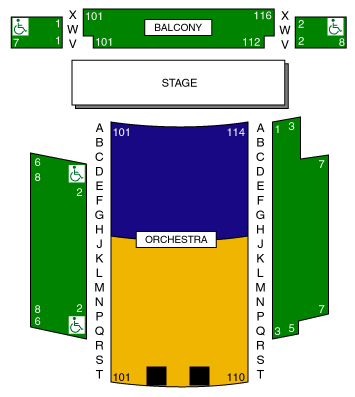 X 101 116 X
1 W BALCONY 2 W
7 1 V 101 112 2 V 8
STAGE
A 101 114 A 1 3
B B
C C
6 D D 7
8 E E
2 F F
G G
H H
J ORCHESTRA J
K K
L L
M M
N N
8 2 P P 7
6 Q Q 3 5
R R
S S
T 101 110 T